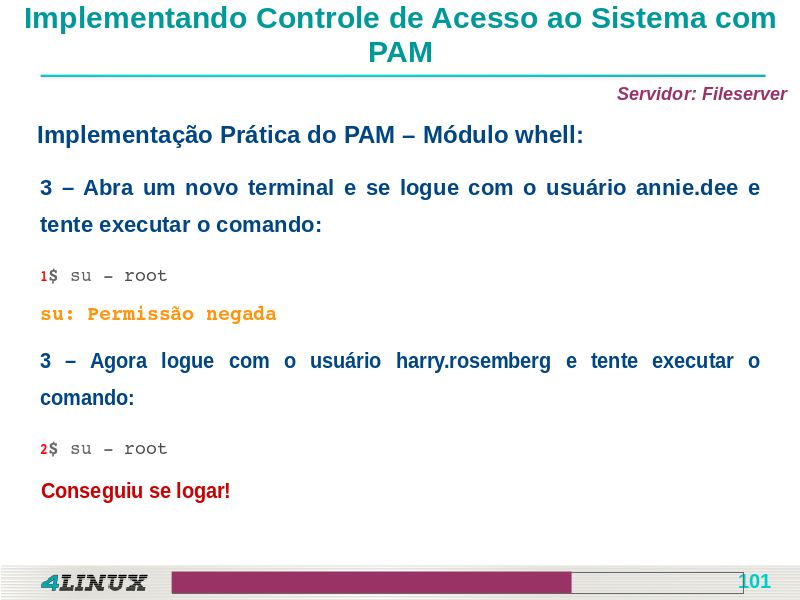 Implementando Controle de Acesso ao Sistema com
PAM
Servidor: Fileserver
Implementação Prática do PAM – Módulo whell:
3 – Abra um novo terminal e se logue com o usuário annie.dee e
tente executar o comando:
1$ su - root
su: Permissão negada
3 – Agora logue com o usuário harry.rosemberg e tente executar o
comando:
2$ su - root
Conseguiu se logar!
4LINUX
101